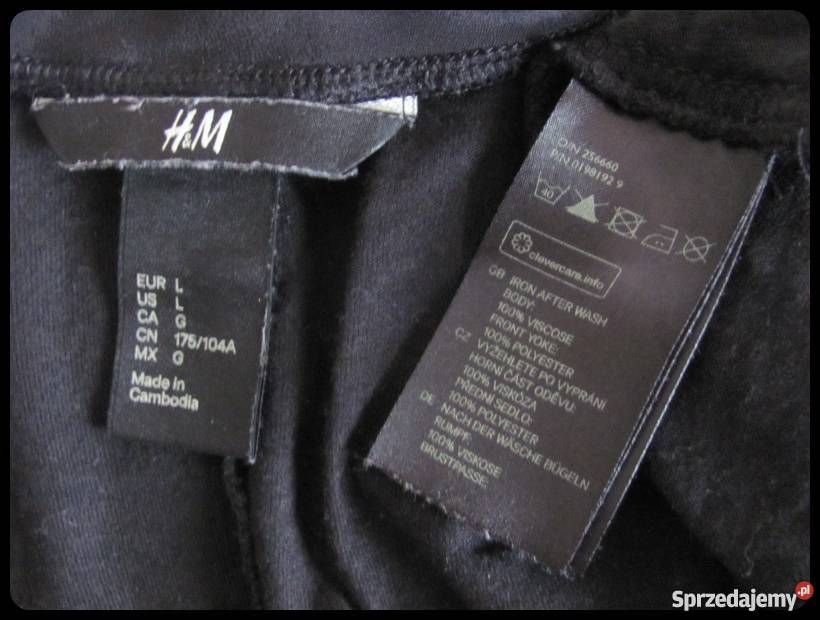 H&M
EUR L
US L
CA G
CN 175/104A
MX G
Made in
Cambodia
O/N 256660
P/N 0198192 9
40
clevercare.info
GB IRON AFTER WASH
BODY:
100% VISCOSE
FRONT YOKE:
100% POLYESTER
CZ VYŽEHLETE PO VYPRÁNÍ
HORNÍ ČÁST ODĚVU:
100% VISKÓZA
PŘEDNÍ SEDLO:
100% POLYESTER
DE NACH DER WÄSCHE BÜGELN
RUMPF:
100% VISKOSE
BRUSTPASSE:
Sprzedajemy.pl